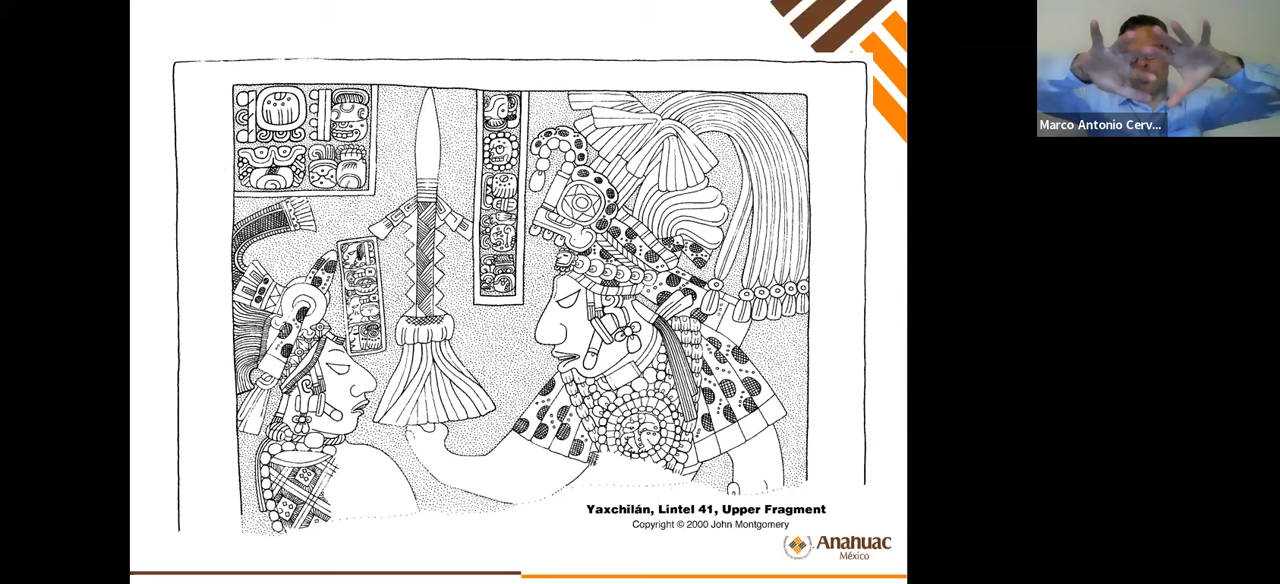 Marco Antonio Cerv...
Yaxchilán, Lintel 41, Upper Fragment
Copyright © 2000 John Montgomery
Anahuac
México